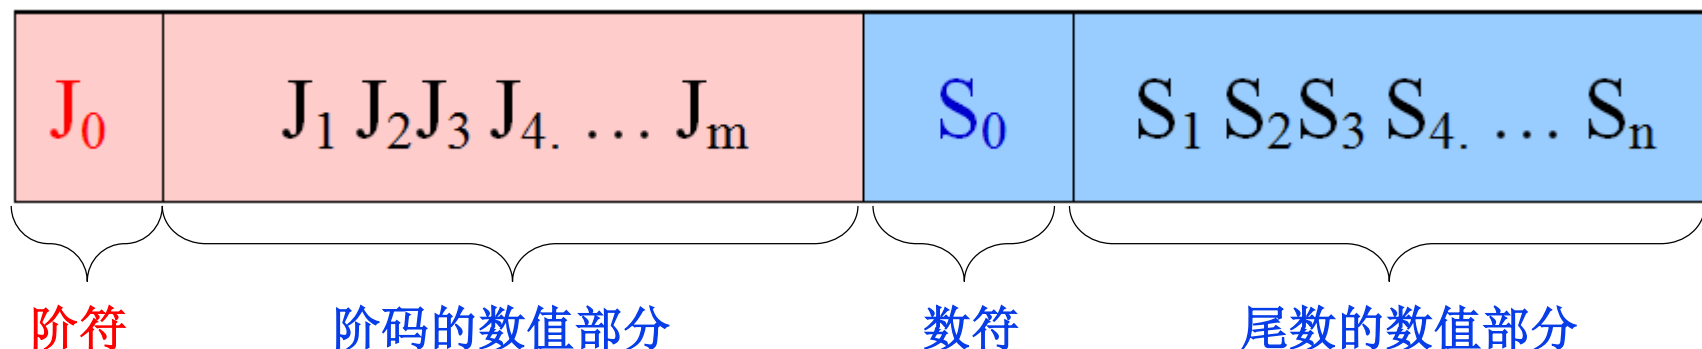 J₀ J₁ J₂J₃ J₄. … Jₘ S₀ S₁ S₂S₃ S₄. … Sₙ
阶符 阶码的数值部分 数符 尾数的数值部分